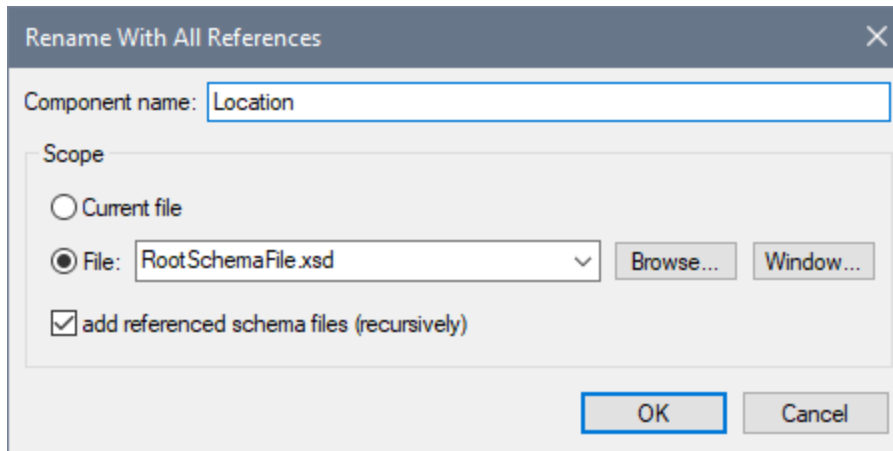 Rename With All References
Component name: Location
Scope
Current file
File: RootSchemaFile.xsd Browse... Window...
add referenced schema files (recursively)
OK Cancel